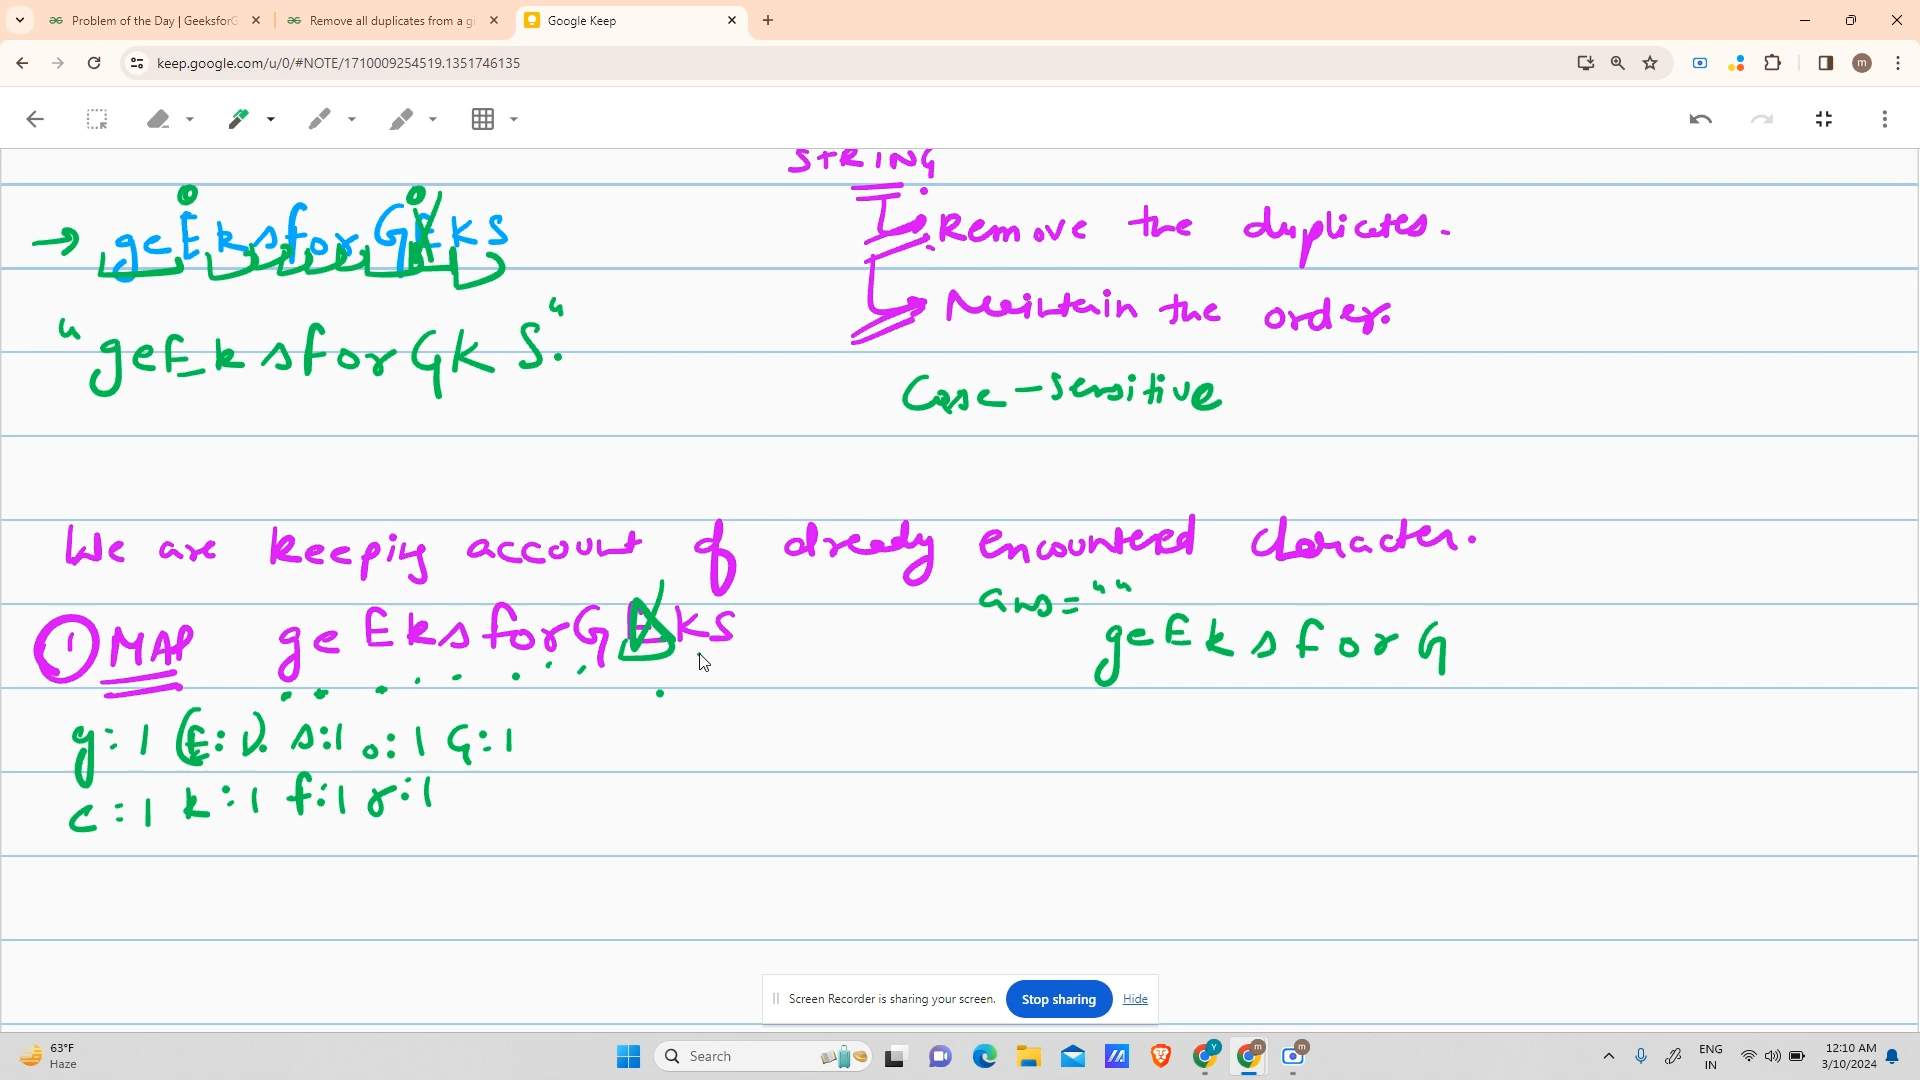 Problem of the Day | GeeksforG
Remove all duplicates from a gi
Google Keep
keep.google.com/u/0/#NOTE/1710009254519.1351746135
m
STRING
geEksforGEKS
Remove the duplicates.
"geEksforGKS."
Maintain the order.
Case-Sensitive
We are keeping account of already encountered character.
ans = ""
① MAP geEksforGEKS
geEksforG
g:1 (E:1). s:1 o:1 G:1
e:1 k:1 f:1 r:1
Screen Recorder is sharing your screen. Stop sharing Hide
63°F
Haze
Search
ENG
IN
12:10 AM
3/10/2024